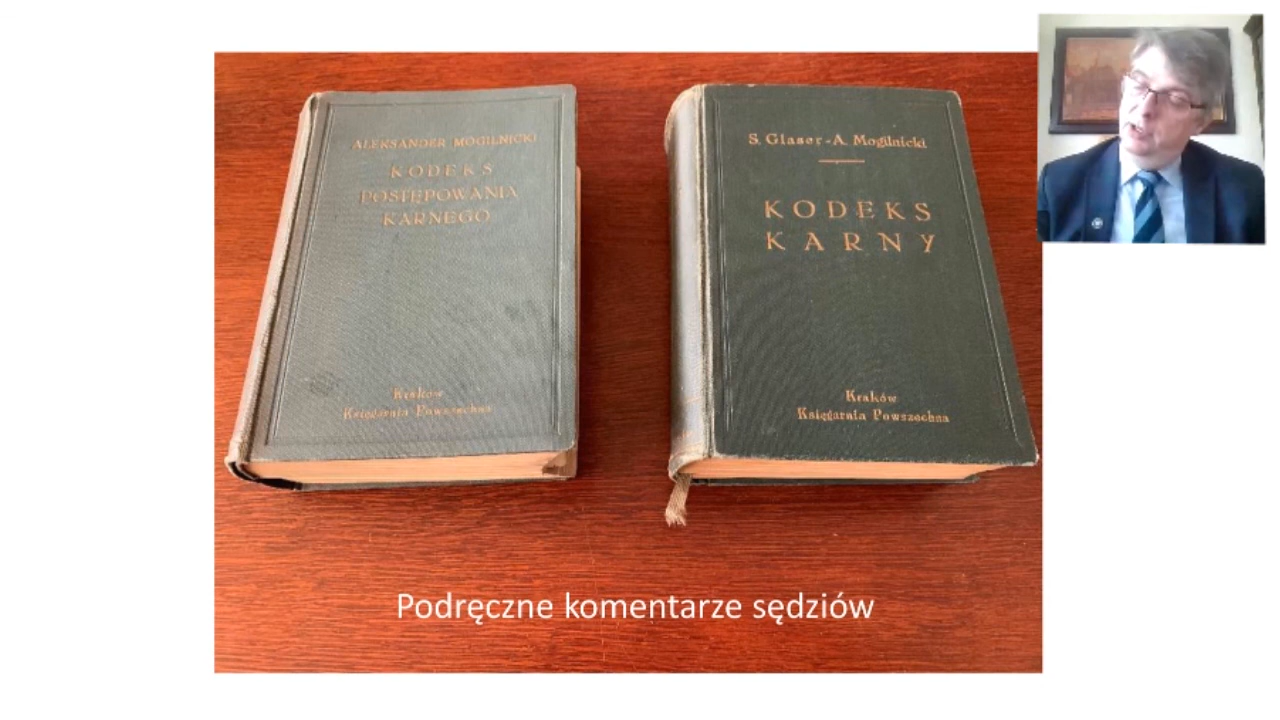 ALEKSANDER MOGILNICKI
KODEKS
POSTĘPOWANIA
KARNEGO
Kraków
Księgarnia Powszechna
S. Glaser - A. Mogilnicki
KODEKS
KARNY
Kraków
Księgarnia Powszechna
Podręczne komentarze sędziów